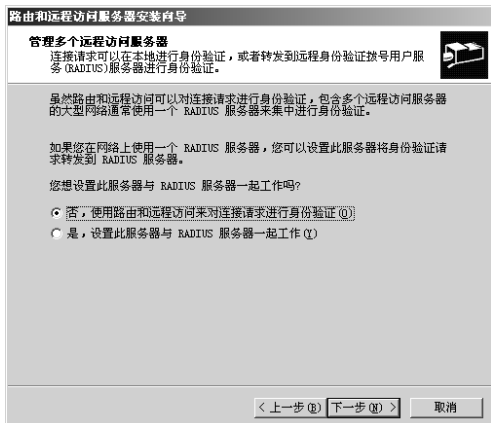 路由和远程访问服务器安装向导
管理多个远程访问服务器
连接请求可以在本地进行身份验证，或者转发到远程身份验证拨号用户服
务(RADIUS)服务器进行身份验证。
虽然路由和远程访问可以对连接请求进行身份验证，包含多个远程访问服务器
的大型网络通常使用一个 RADIUS 服务器来集中进行身份验证。
如果您在网络上使用一个 RADIUS 服务器，您可以设置此服务器将身份验证请
求转发到 RADIUS 服务器。
您想设置此服务器与 RADIUS 服务器一起工作吗?
否，使用路由和远程访问来对连接请求进行身份验证(O)
是，设置此服务器与 RADIUS 服务器一起工作(Y)
< 上一步(B) 下一步(N) > 取消